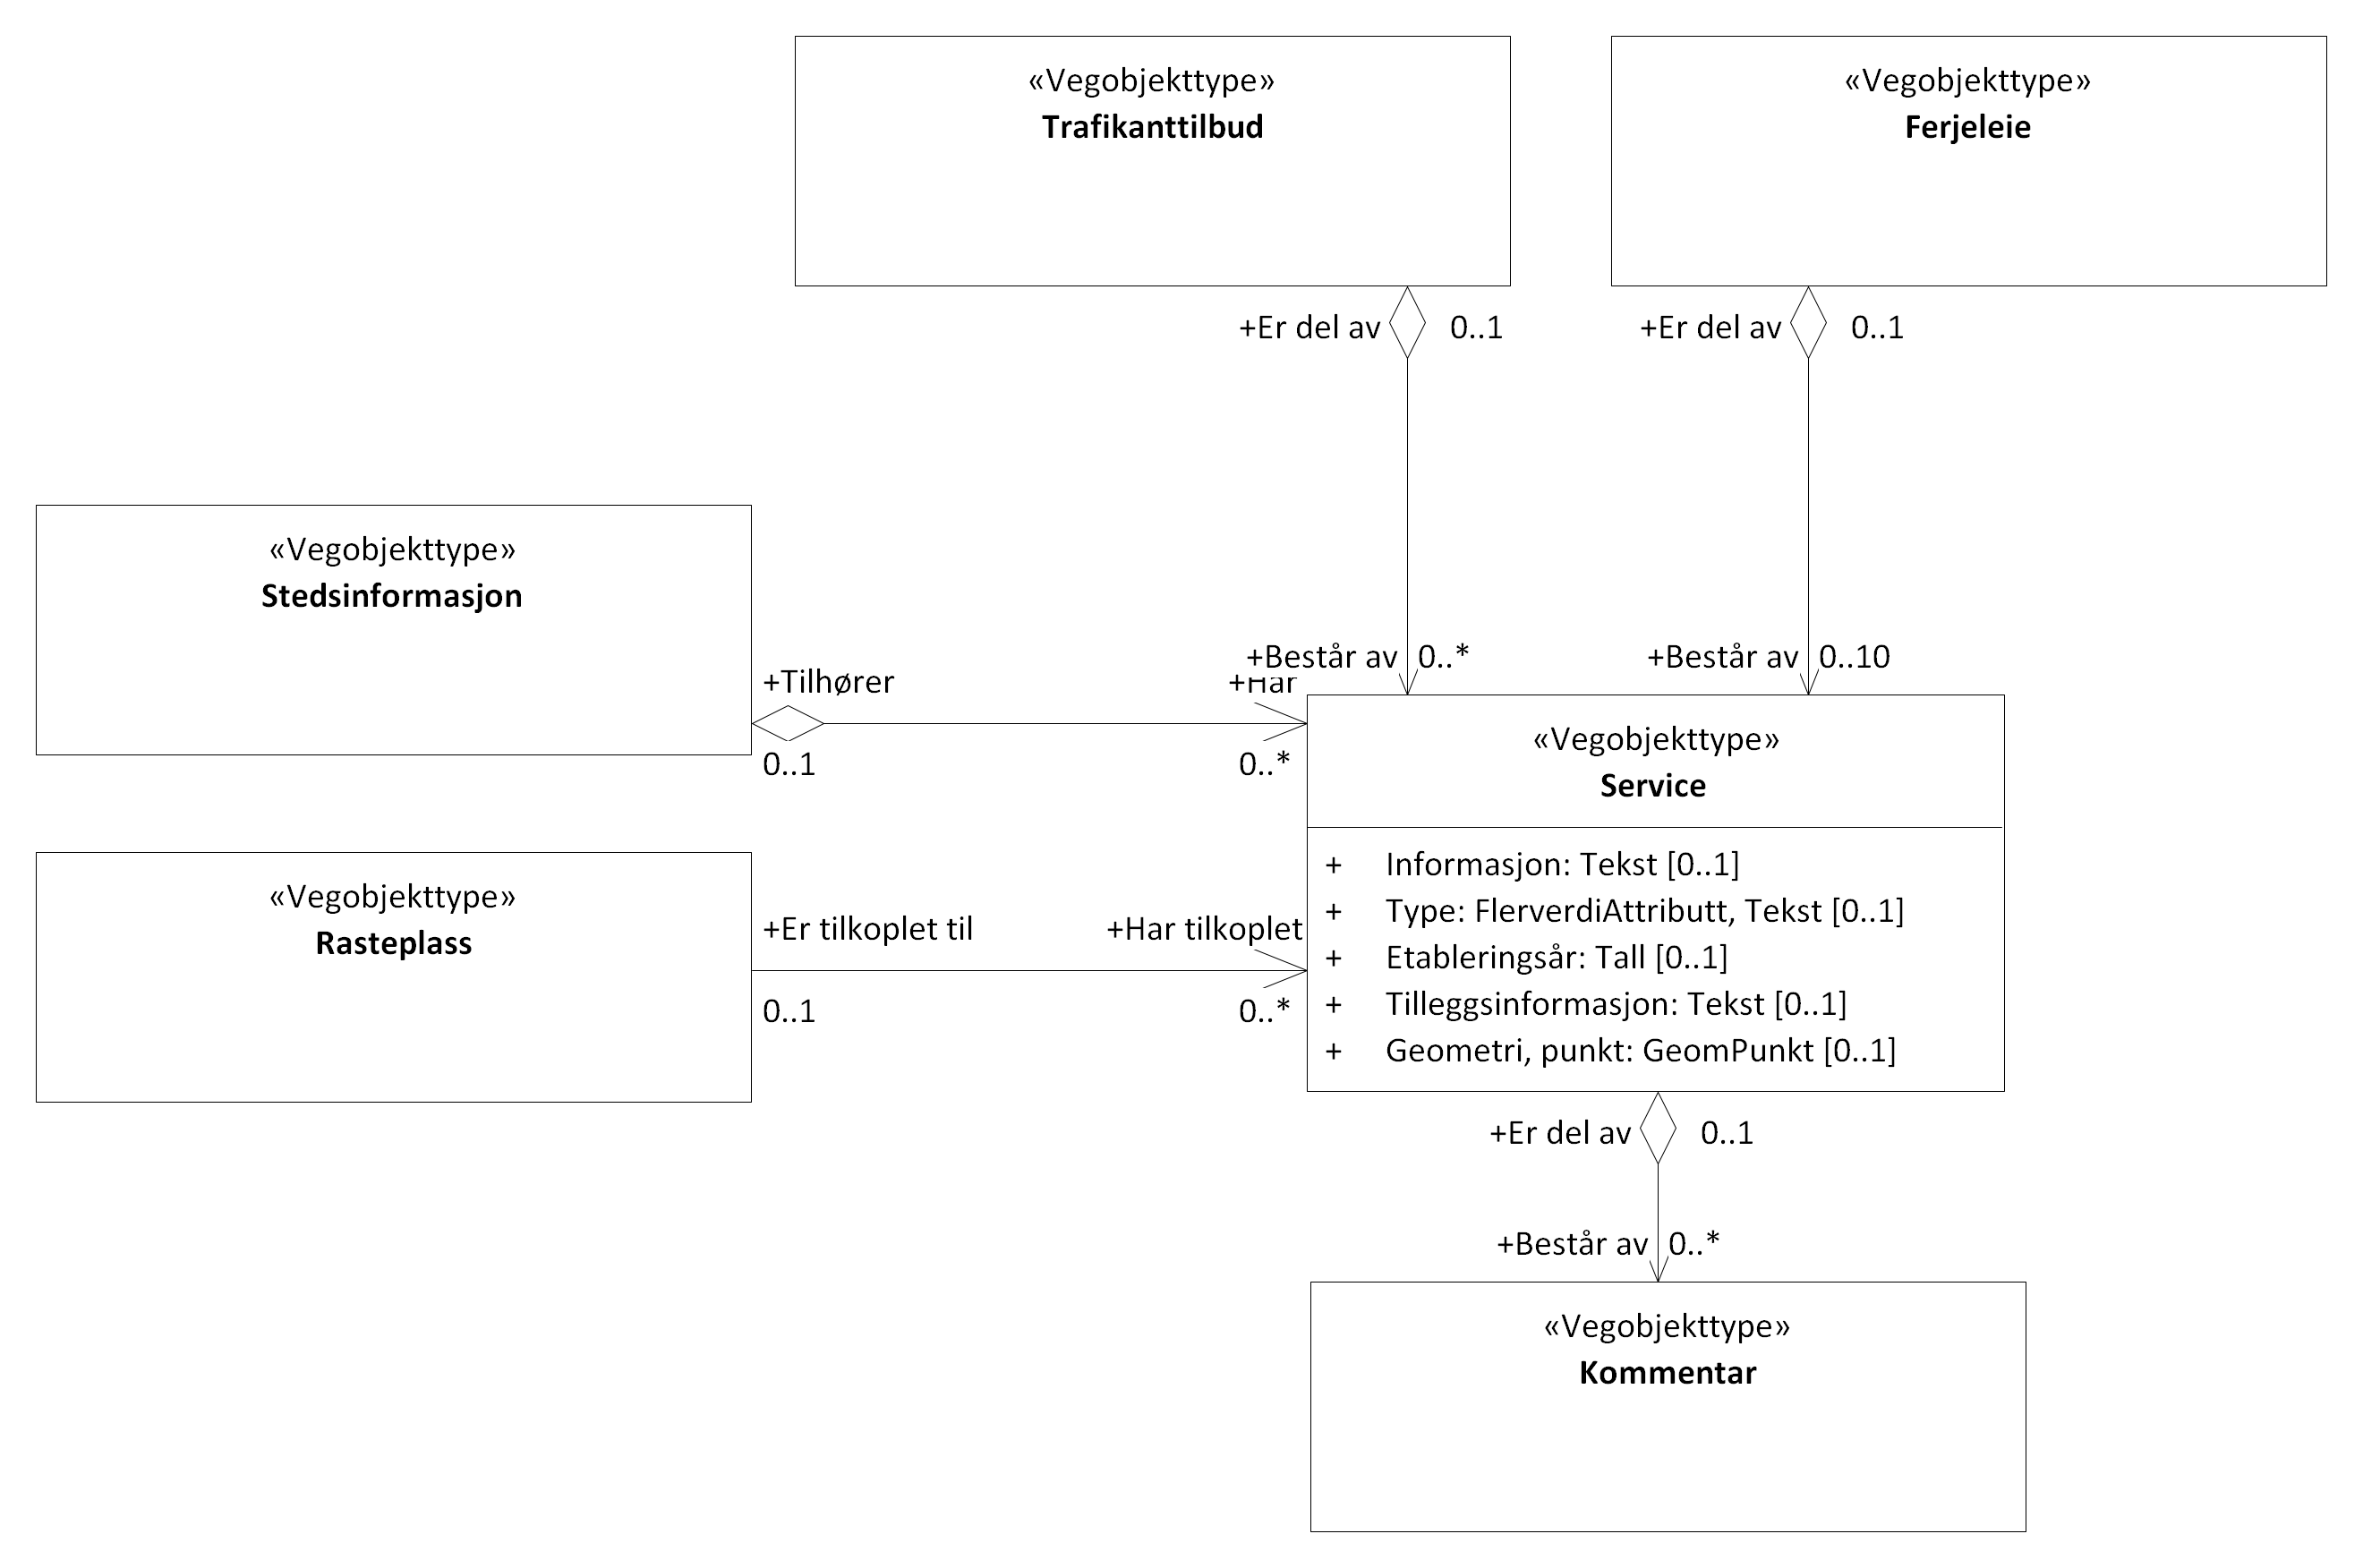 «Vegobjekttype»
Trafikanttilbud
«Vegobjekttype»
Ferjeleie
+Er del av
0..1
+Er del av
0..1
«Vegobjekttype»
Stedsinformasjon
+Består av
0..*
+Består av
0..10
+Tilhører
+Har
0..1
0..*
«Vegobjekttype»
Service
+ Informasjon: Tekst [0..1]
+ Type: FlerverdiAttributt, Tekst [0..1]
+ Etableringsår: Tall [0..1]
+ Tilleggsinformasjon: Tekst [0..1]
+ Geometri, punkt: GeomPunkt [0..1]
«Vegobjekttype»
Rasteplass
+Er tilkoplet til
+Har tilkoplet
0..1
0..*
+Er del av
0..1
+Består av
0..*
«Vegobjekttype»
Kommentar